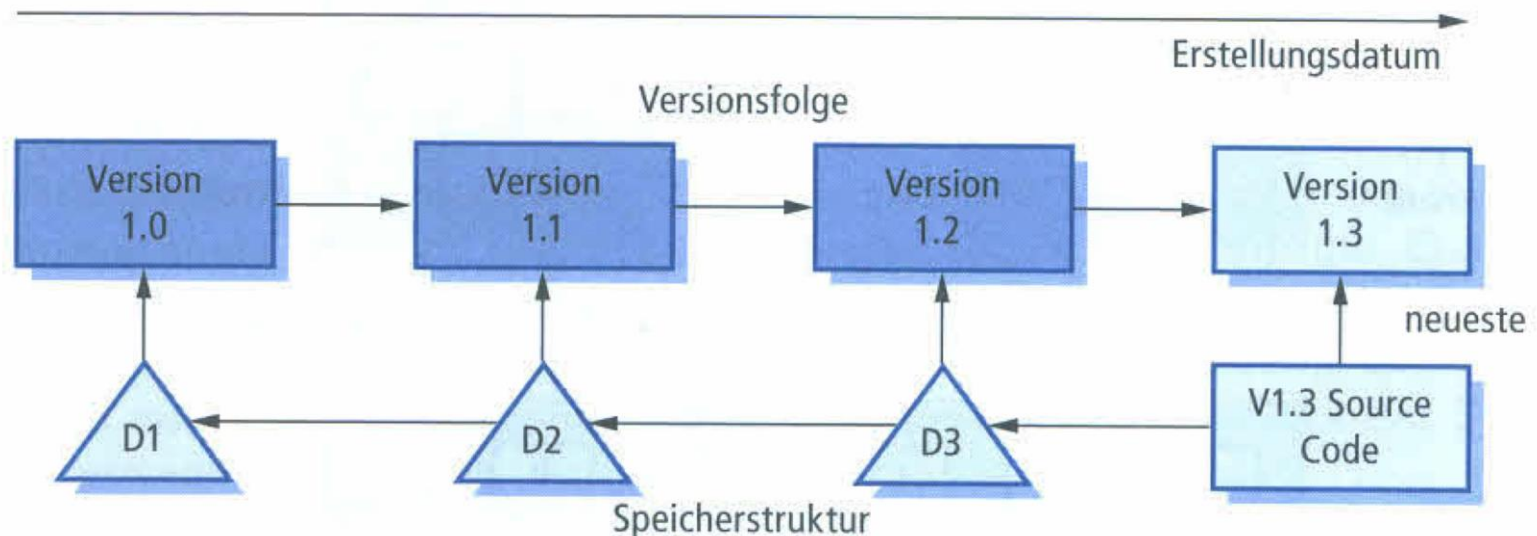 Erstellungsdatum
Versionsfolge
Version
1.0
Version
1.1
Version
1.2
Version
1.3
neueste
D1
D2
D3
V1.3 Source
Code
Speicherstruktur